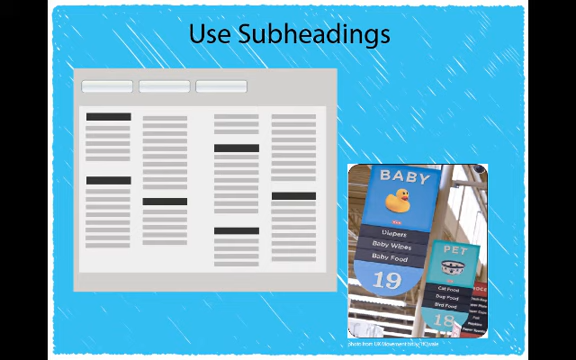 Use Subheadings
BABY
Diapers
Baby Wipes
Baby Food
19
PET
Cat Food
Dog Food
Bird Food
18